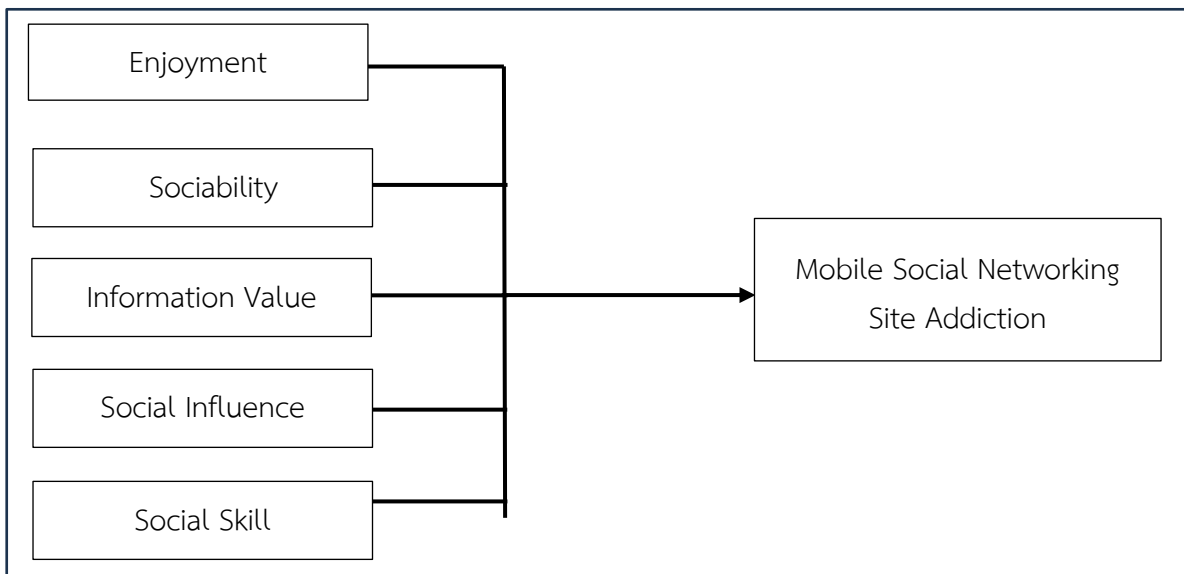 Enjoyment
Sociability
Information Value
Social Influence
Social Skill
Mobile Social Networking
Site Addiction